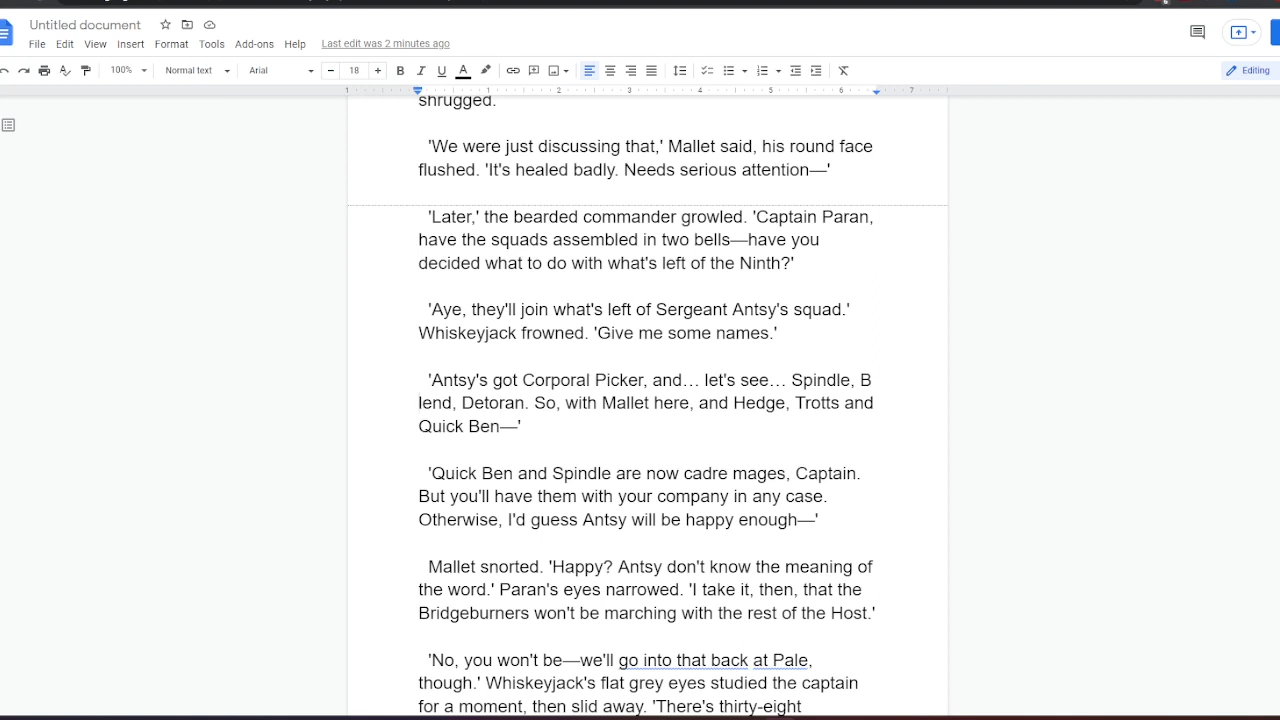 Untitled document
File Edit View Insert Format Tools Add-ons Help Last edit was 2 minutes ago
100% Normal text Arial 18 Editing
1 1 2 3 4 5 6 7
shrugged.
'We were just discussing that,' Mallet said, his round face
flushed. 'It's healed badly. Needs serious attention—'
'Later,' the bearded commander growled. 'Captain Paran,
have the squads assembled in two bells—have you
decided what to do with what's left of the Ninth?'
'Aye, they'll join what's left of Sergeant Antsy's squad.'
Whiskeyjack frowned. 'Give me some names.'
'Antsy's got Corporal Picker, and… let's see… Spindle, B
lend, Detoran. So, with Mallet here, and Hedge, Trotts and
Quick Ben—'
'Quick Ben and Spindle are now cadre mages, Captain.
But you'll have them with your company in any case.
Otherwise, I'd guess Antsy will be happy enough—'
Mallet snorted. 'Happy? Antsy don't know the meaning of
the word.' Paran's eyes narrowed. 'I take it, then, that the
Bridgeburners won't be marching with the rest of the Host.'
'No, you won't be—we'll go into that back at Pale,
though.' Whiskeyjack's flat grey eyes studied the captain
for a moment, then slid away. 'There's thirty-eight